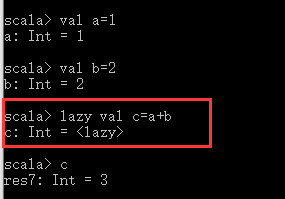 scala> val a=1
a: Int = 1
scala> val b=2
b: Int = 2
scala> lazy val c=a+b
c: Int = <lazy>
scala> c
res7: Int = 3